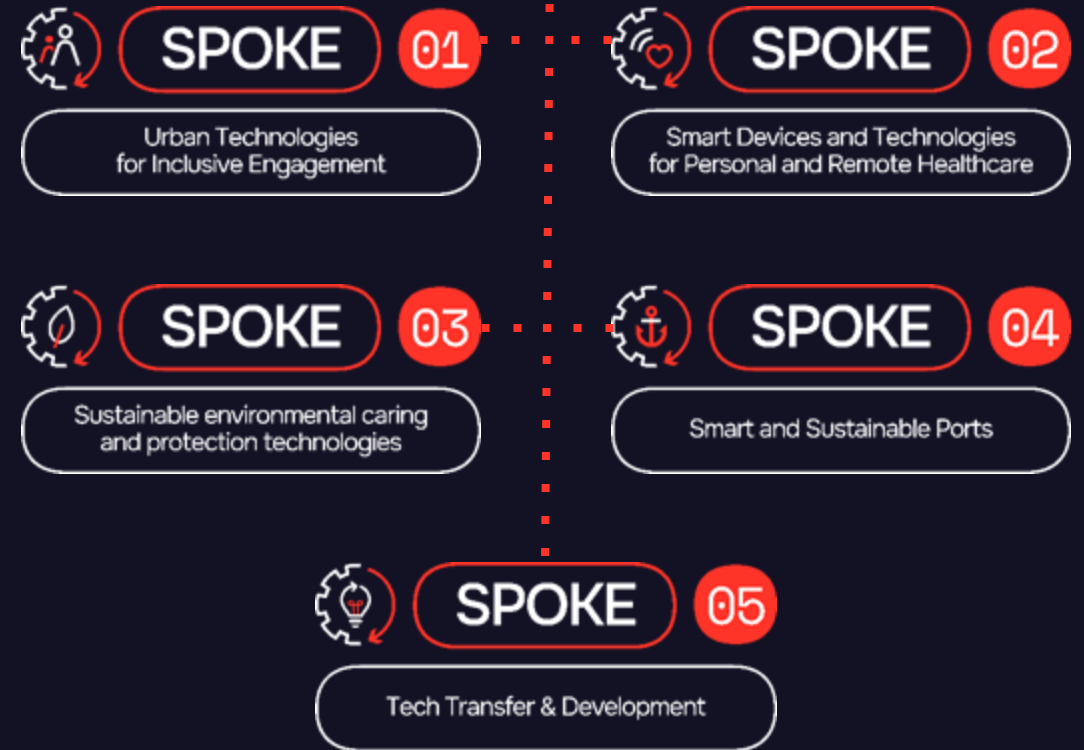 SPOKE 01
Urban Technologies
for Inclusive Engagement
SPOKE 02
Smart Devices and Technologies
for Personal and Remote Healthcare
SPOKE 03
Sustainable environmental caring
and protection technologies
SPOKE 04
Smart and Sustainable Ports
SPOKE 05
Tech Transfer & Development